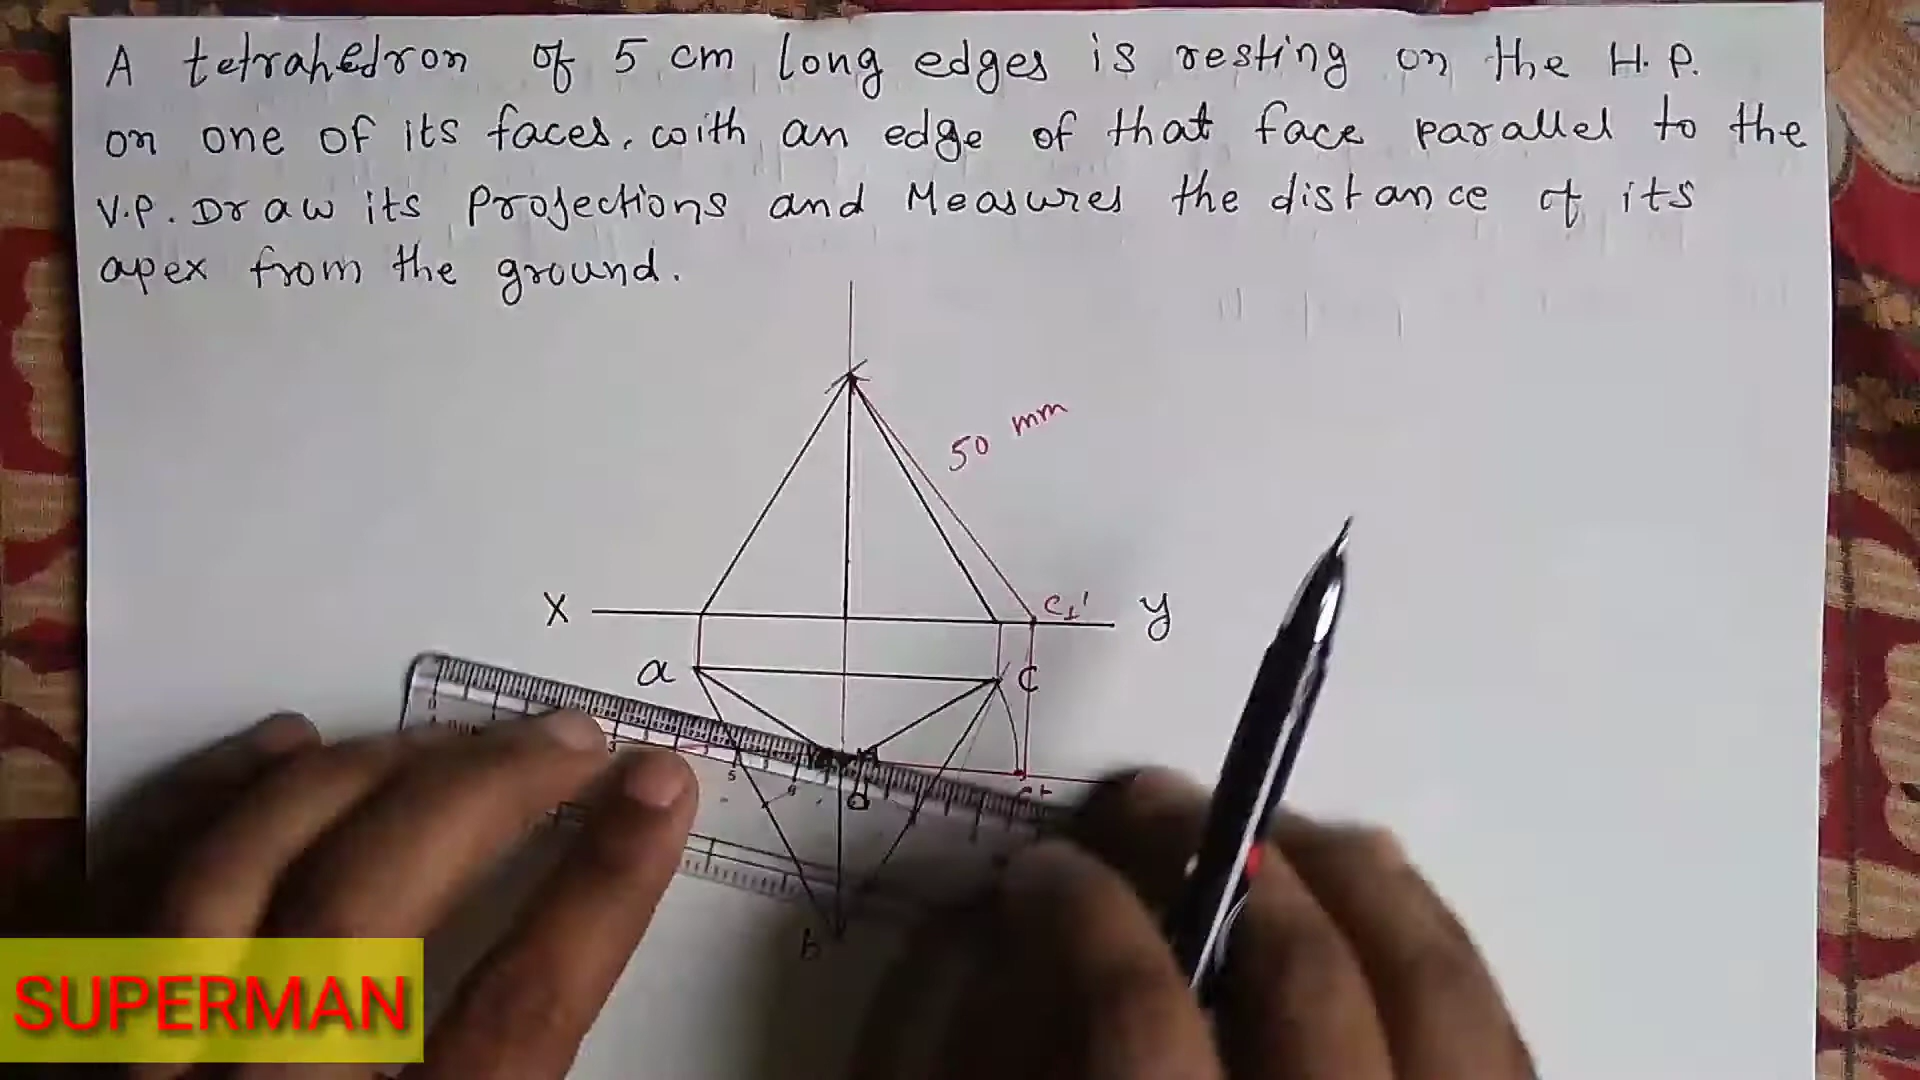 A tetrahedron of 5 cm long edges is resting on the H.P.
on one of its faces, with an edge of that face parallel to the
V.P. Draw its Projections and Measures the distance of its
apex from the ground.
50 mm
X
c₁'
y
a
c
d
b
SUPERMAN